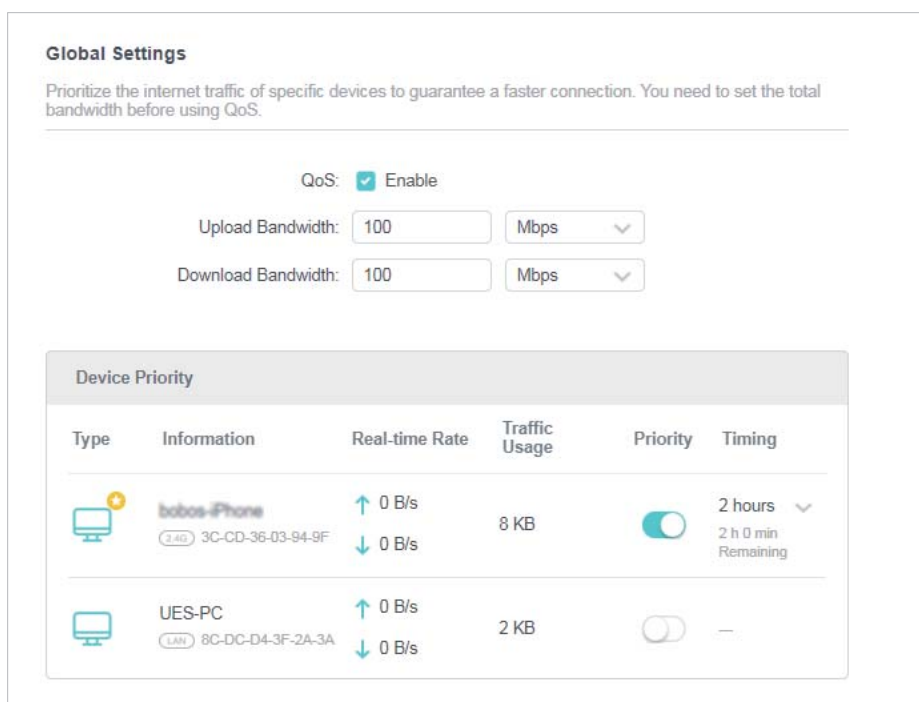 Global Settings
Prioritize the internet traffic of specific devices to guarantee a faster connection. You need to set the total
bandwidth before using QoS.
QoS: Enable
Upload Bandwidth: 100 Mbps
Download Bandwidth: 100 Mbps
Device Priority
Type Information Real-time Rate Traffic Usage Priority Timing
bobos-iPhone
2.4G 3C-CD-36-03-94-9F
0 B/s
0 B/s
8 KB
2 hours
2 h 0 min
Remaining
UES-PC
LAN 8C-DC-D4-3F-2A-3A
0 B/s
0 B/s
2 KB
—